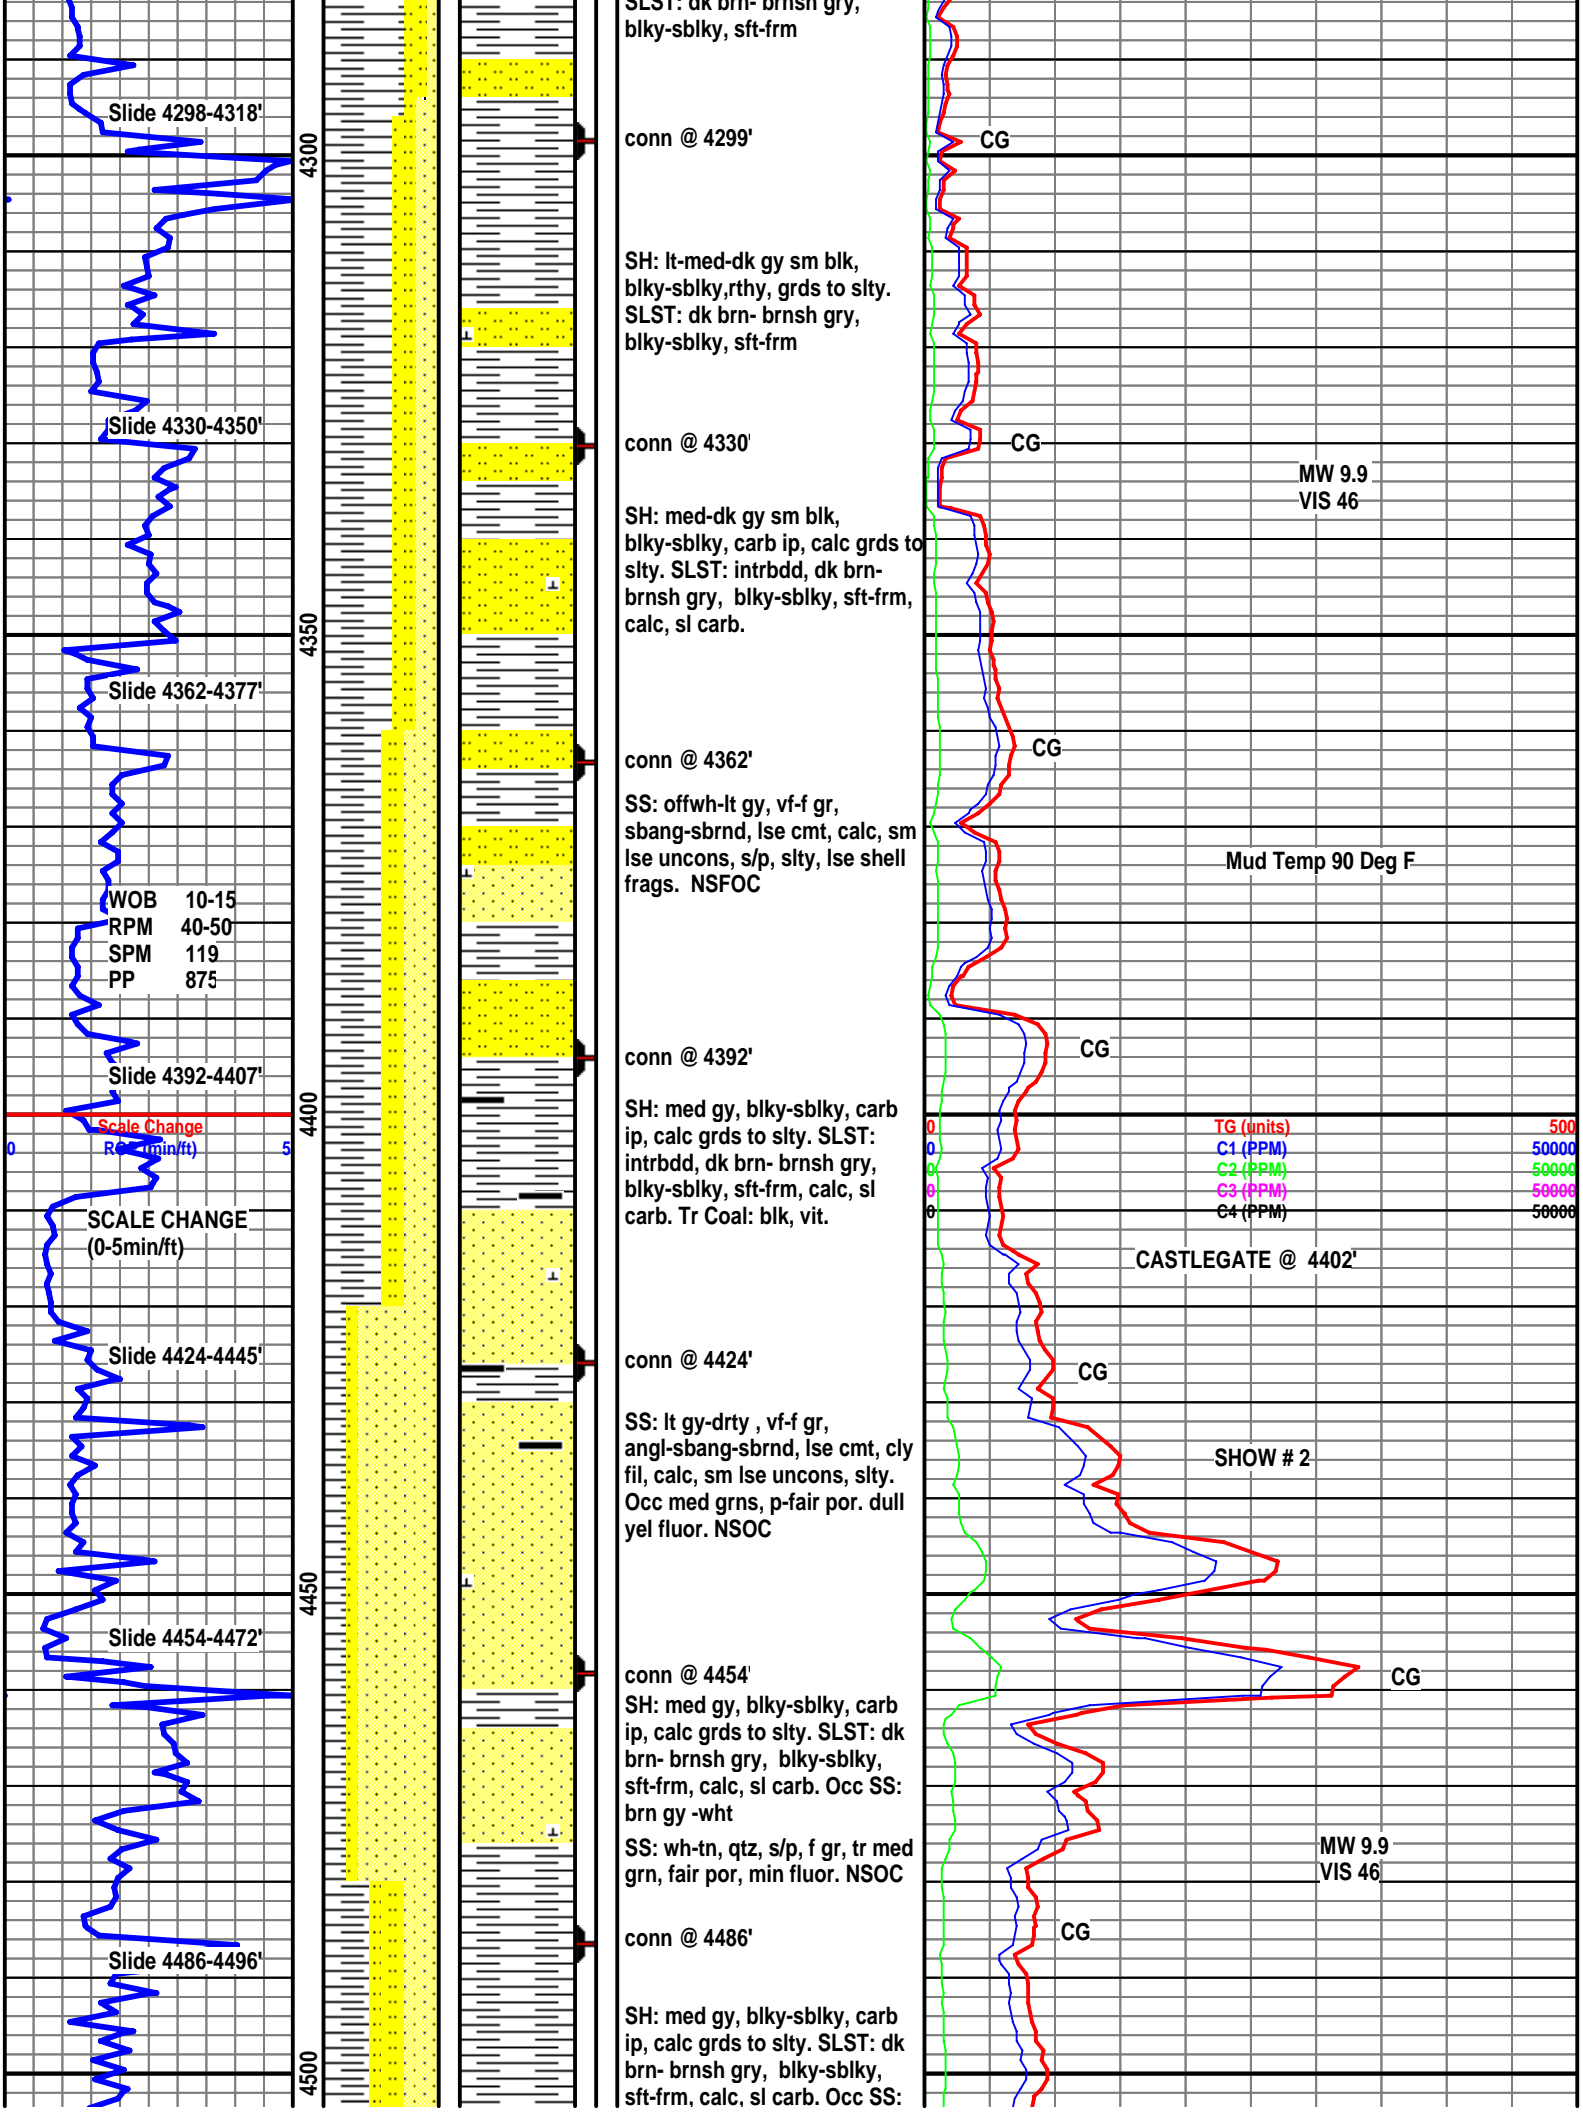 SLST: dk brn- brnsh gry,
blky-sblky, sft-frm
Slide 4298-4318'
4300
conn @ 4299'
CG
SH: lt-med-dk gy sm blk,
blky-sblky,rthy, grds to slty.
SLST: dk brn- brnsh gry,
blky-sblky, sft-frm
Slide 4330-4350'
conn @ 4330'
CG
MW 9.9
VIS 46
SH: med-dk gy sm blk,
blky-sblky, carb ip, calc grds to
slty. SLST: intrbdd, dk brn-
brnsh gry, blky-sblky, sft-frm,
calc, sl carb.
4350
Slide 4362-4377'
conn @ 4362'
CG
SS: offwh-lt gy, vf-f gr,
sbang-sbrnd, lse cmt, calc, sm
lse uncons, s/p, slty, lse shell
frags. NSFOC
Mud Temp 90 Deg F
WOB 10-15
RPM 40-50
SPM 119
PP 875
conn @ 4392'
CG
Slide 4392-4407'
4400
SH: med gy, blky-sblky, carb
ip, calc grds to slty. SLST:
intrbdd, dk brn- brnsh gry,
blky-sblky, sft-frm, calc, sl
carb. Tr Coal: blk, vit.
Scale Change
0 ROP (min/ft) 5
0 TG (units) 500
0 C1 (PPM) 50000
0 C2 (PPM) 50000
0 C3 (PPM) 50000
0 C4 (PPM) 50000
SCALE CHANGE
(0-5min/ft)
CASTLEGATE @ 4402'
Slide 4424-4445'
conn @ 4424'
CG
SS: lt gy-drty , vf-f gr,
angl-sbang-sbrnd, lse cmt, cly
fil, calc, sm lse uncons, slty.
Occ med grns, p-fair por. dull
yel fluor. NSOC
SHOW # 2
4450
Slide 4454-4472'
conn @ 4454'
CG
SH: med gy, blky-sblky, carb
ip, calc grds to slty. SLST: dk
brn- brnsh gry, blky-sblky,
sft-frm, calc, sl carb. Occ SS:
brn gy -wht
SS: wh-tn, qtz, s/p, f gr, tr med
grn, fair por, min fluor. NSOC
MW 9.9
VIS 46
conn @ 4486'
CG
Slide 4486-4496'
4500
SH: med gy, blky-sblky, carb
ip, calc grds to slty. SLST: dk
brn- brnsh gry, blky-sblky,
sft-frm, calc, sl carb. Occ SS: